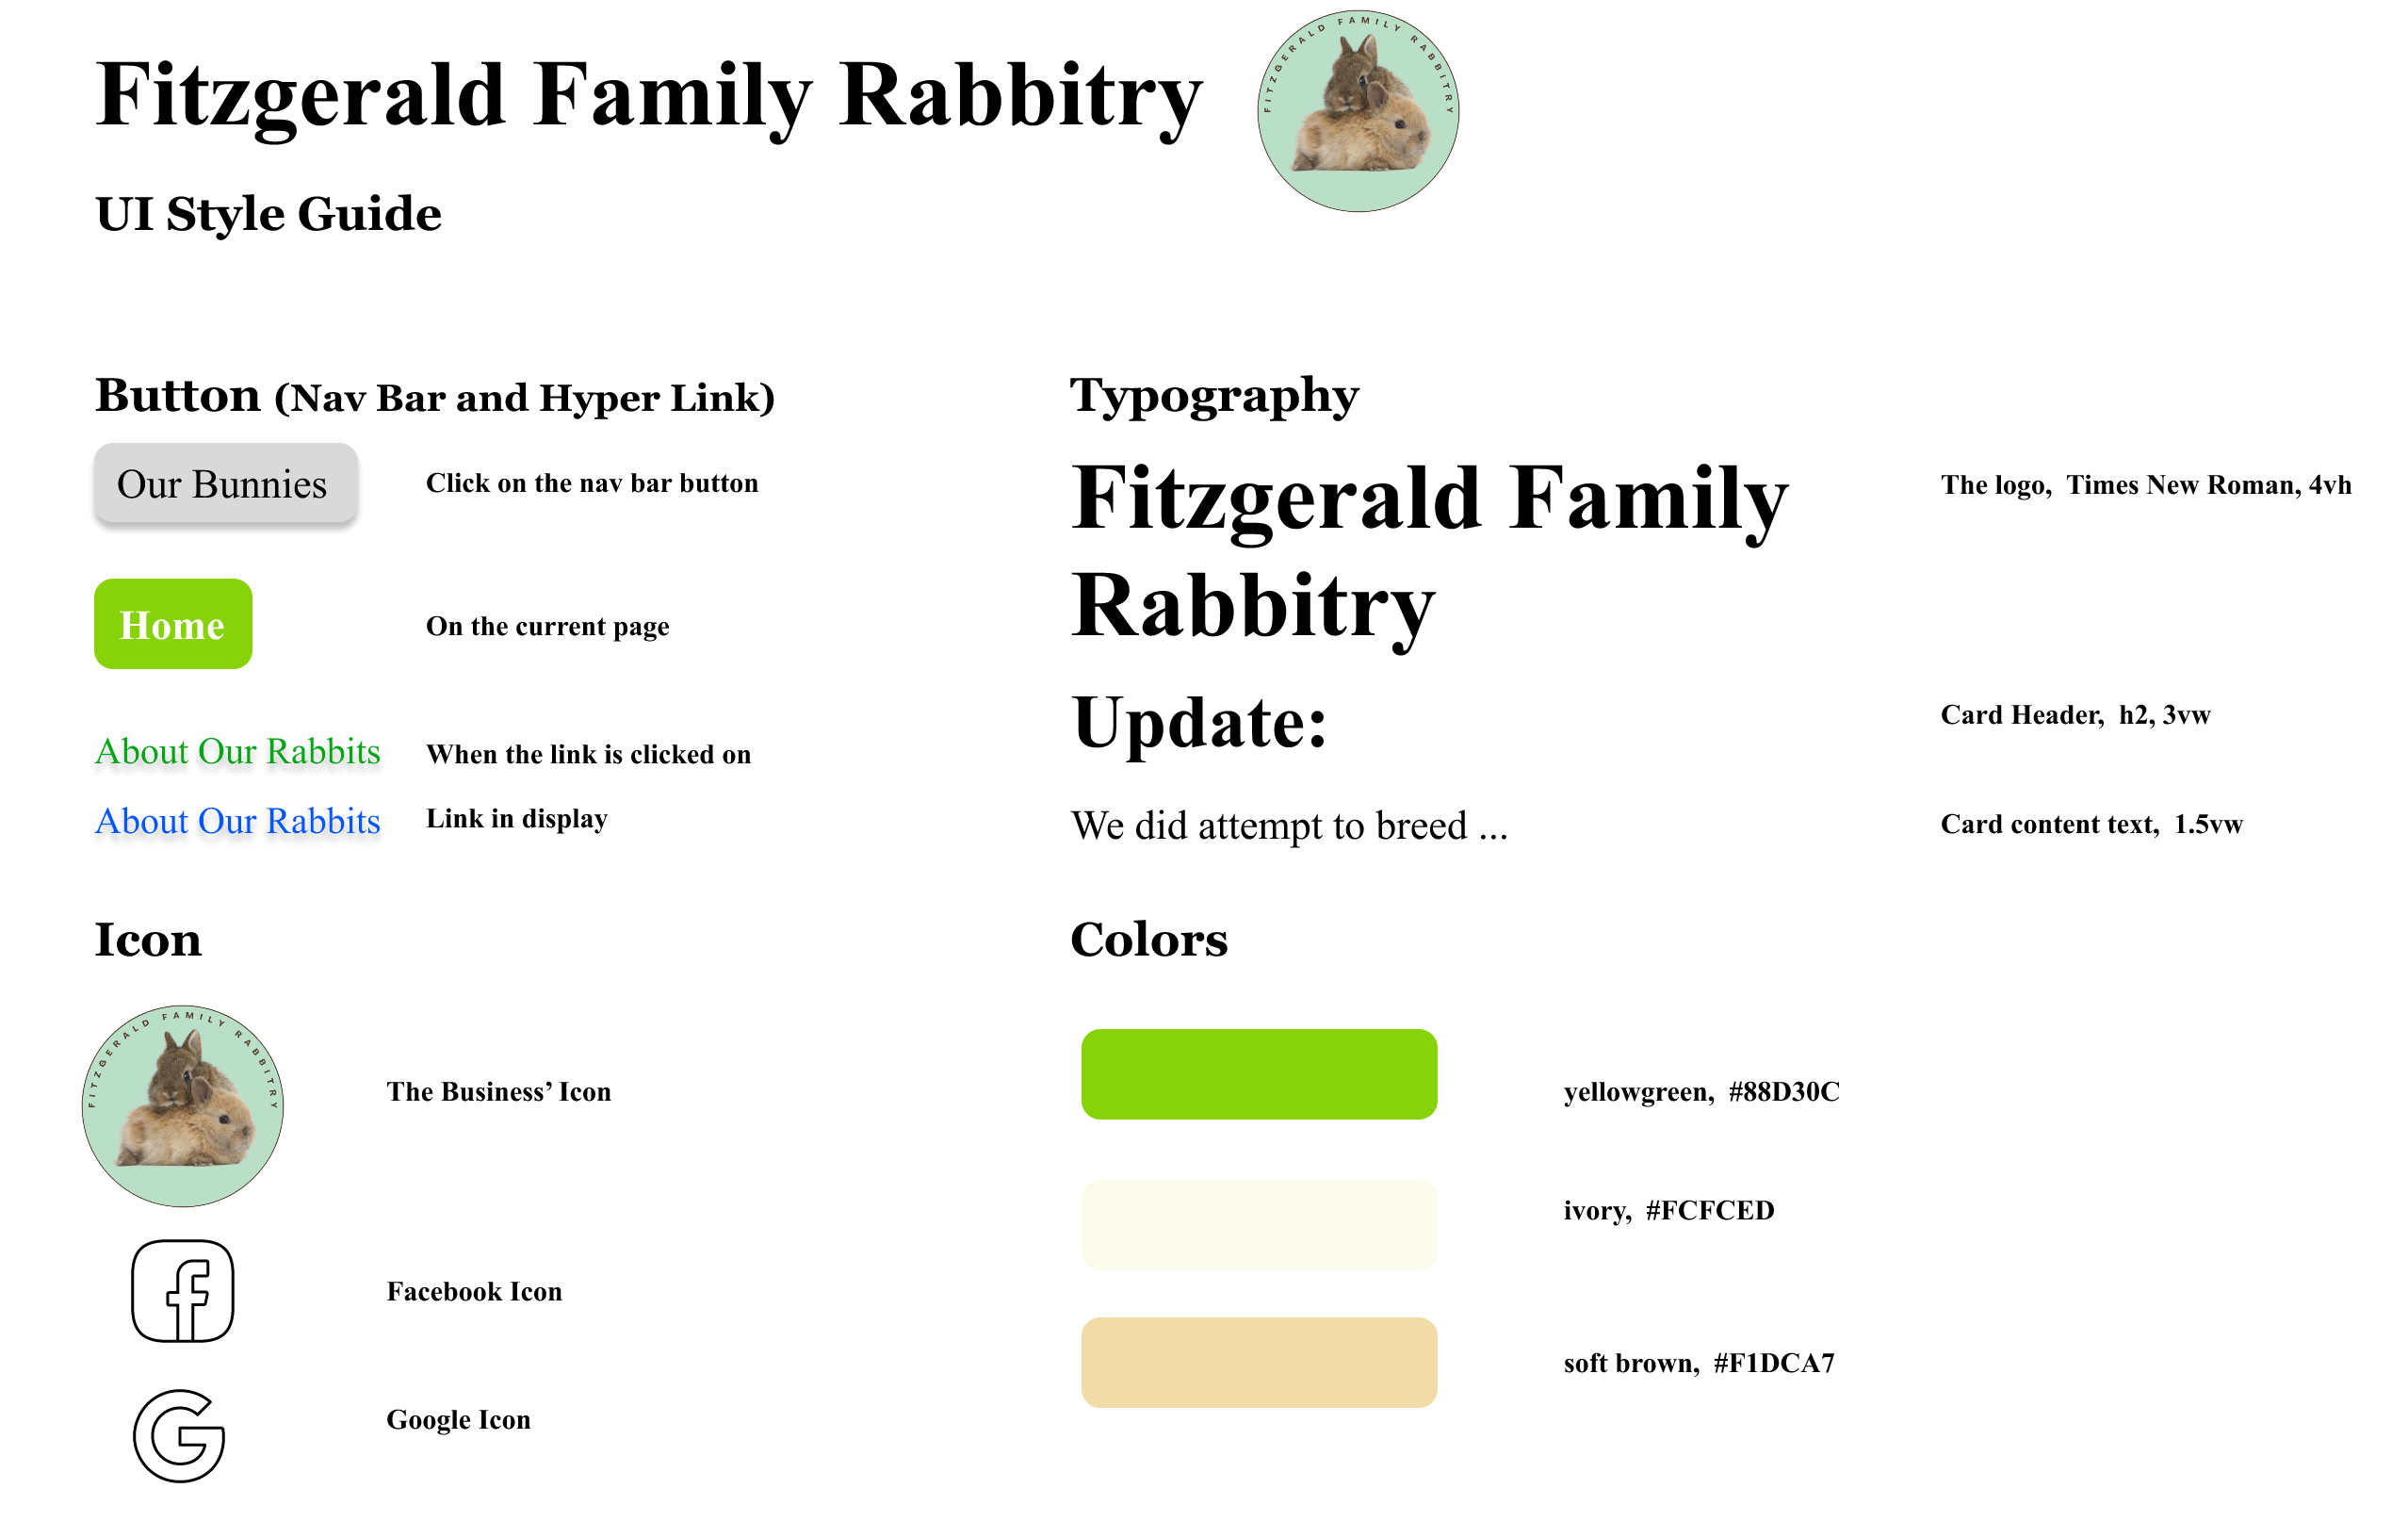 Fitzgerald Family Rabbitry
FITZGERALD FAMILY RABBITRY
UI Style Guide
Button (Nav Bar and Hyper Link)
Our Bunnies
Click on the nav bar button
Home
On the current page
About Our Rabbits
When the link is clicked on
About Our Rabbits
Link in display
Typography
Fitzgerald Family
Rabbitry
The logo,  Times New Roman, 4vh
Update:
Card Header,  h2, 3vw
We did attempt to breed ...
Card content text,  1.5vw
Icon
FITZGERALD FAMILY RABBITRY
The Business’ Icon
Facebook Icon
Google Icon
Colors
yellowgreen,  #88D30C
ivory,  #FCFCED
soft brown,  #F1DCA7